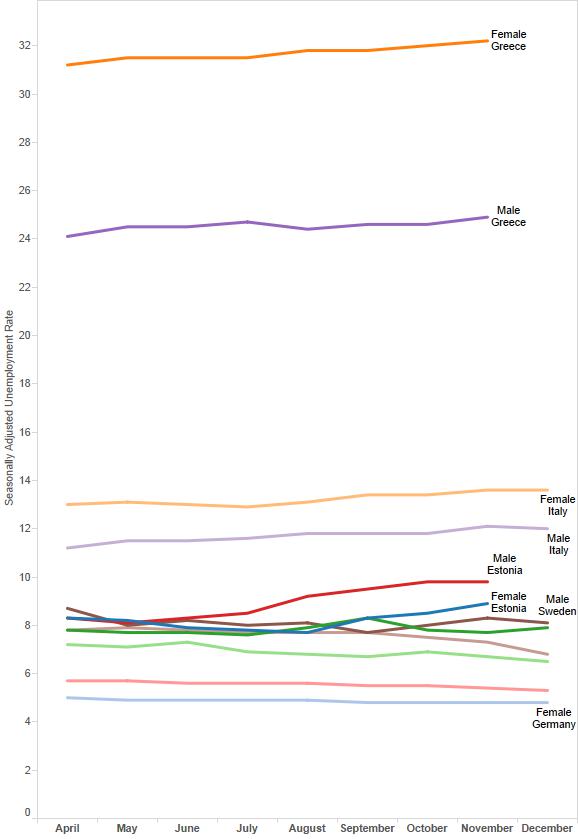 Female
Greece
32
30
28
26
Male
Greece
24
22
20
Seasonally Adjusted Unemployment Rate
18
16
14
Female
Italy
12
Male
Italy
Male
Estonia
10
Female
Estonia
Male
Sweden
8
6
Female
Germany
4
2
0
April May June July August September October November December